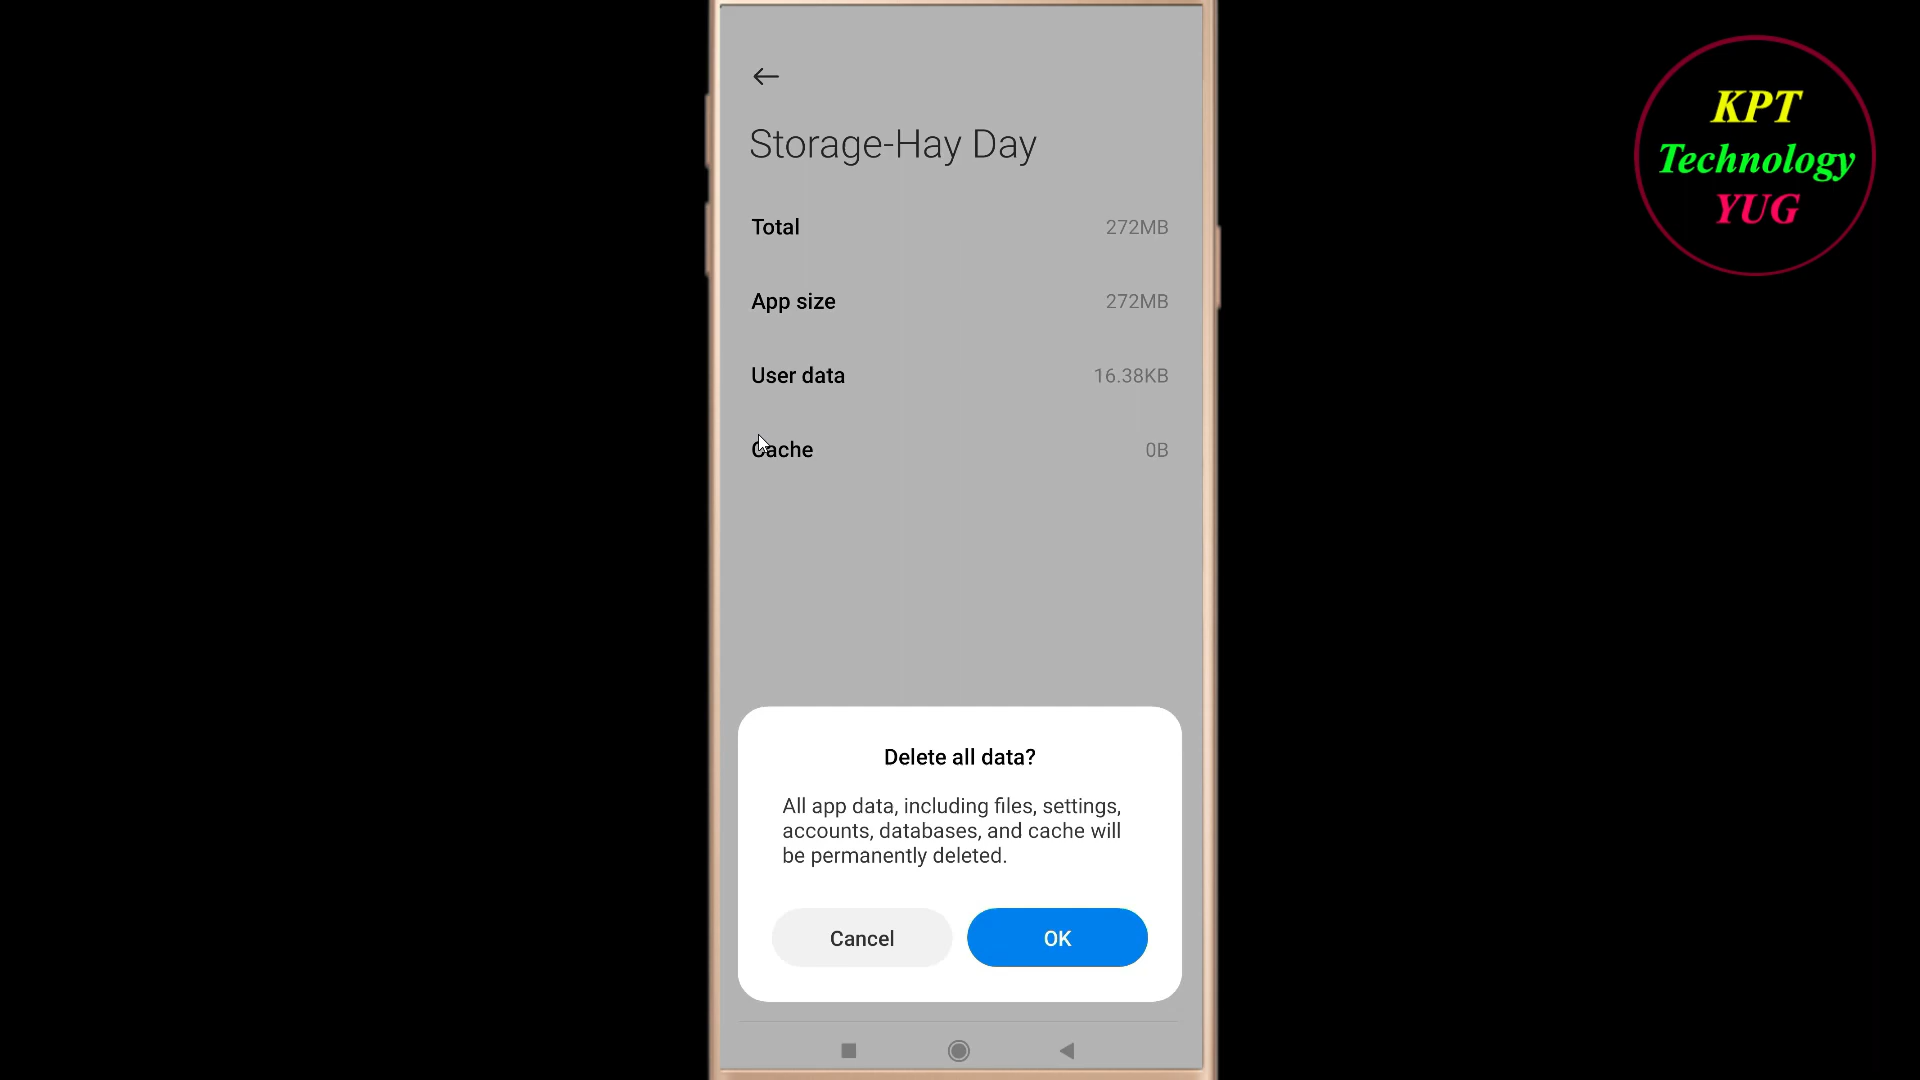 KPT
Technology
YUG
Storage-Hay Day
Total 272MB
App size 272MB
User data 16.38KB
Cache 0B
Delete all data?
All app data, including files, settings,
accounts, databases, and cache will
be permanently deleted.
Cancel OK